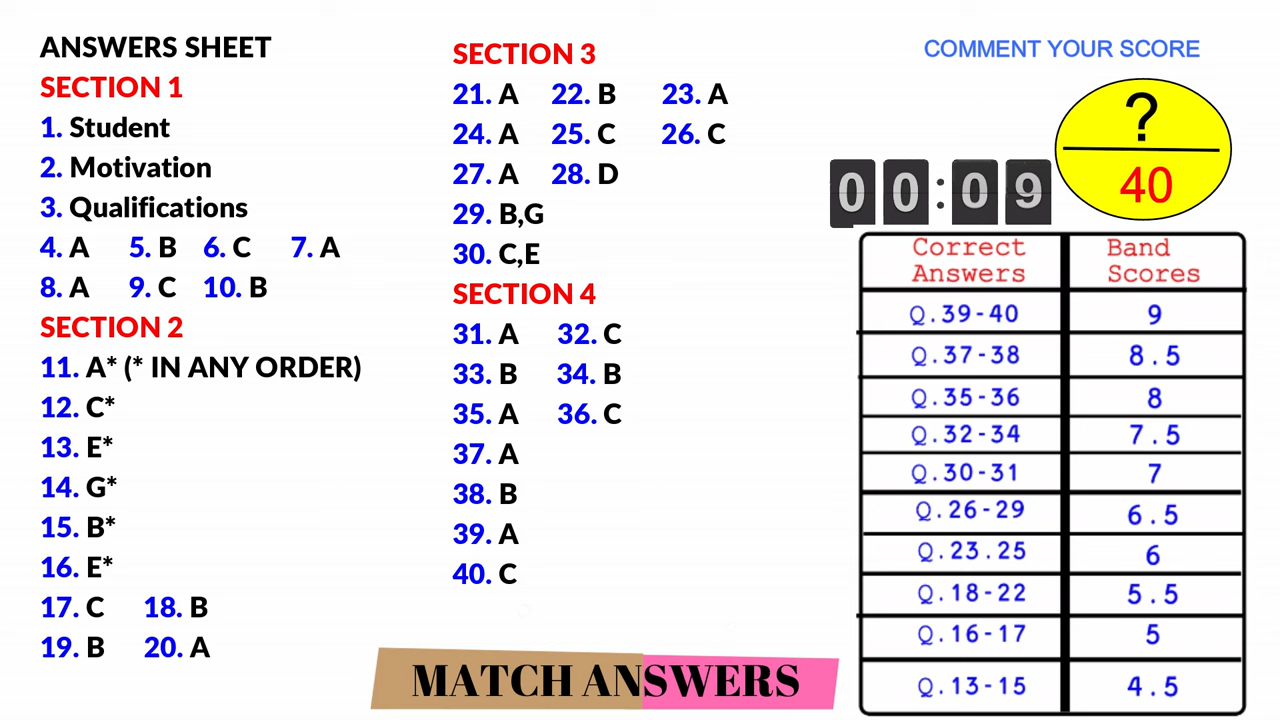 ANSWERS SHEET
SECTION 1
1. Student
2. Motivation
3. Qualifications
4. A 5. B 6. C 7. A
8. A 9. C 10. B
SECTION 2
11. A* (* IN ANY ORDER)
12. C*
13. E*
14. G*
15. B*
16. E*
17. C 18. B
19. B 20. A
SECTION 3
21. A 22. B 23. A
24. A 25. C 26. C
27. A 28. D
29. B,G
30. C,E
SECTION 4
31. A 32. C
33. B 34. B
35. A 36. C
37. A
38. B
39. A
40. C
COMMENT YOUR SCORE
?
40
00:09
Correct Answers Band Scores
Q.39-40 9
Q.37-38 8.5
Q.35-36 8
Q.32-34 7.5
Q.30-31 7
Q.26-29 6.5
Q.23.25 6
Q.18-22 5.5
Q.16-17 5
Q.13-15 4.5
MATCH ANSWERS